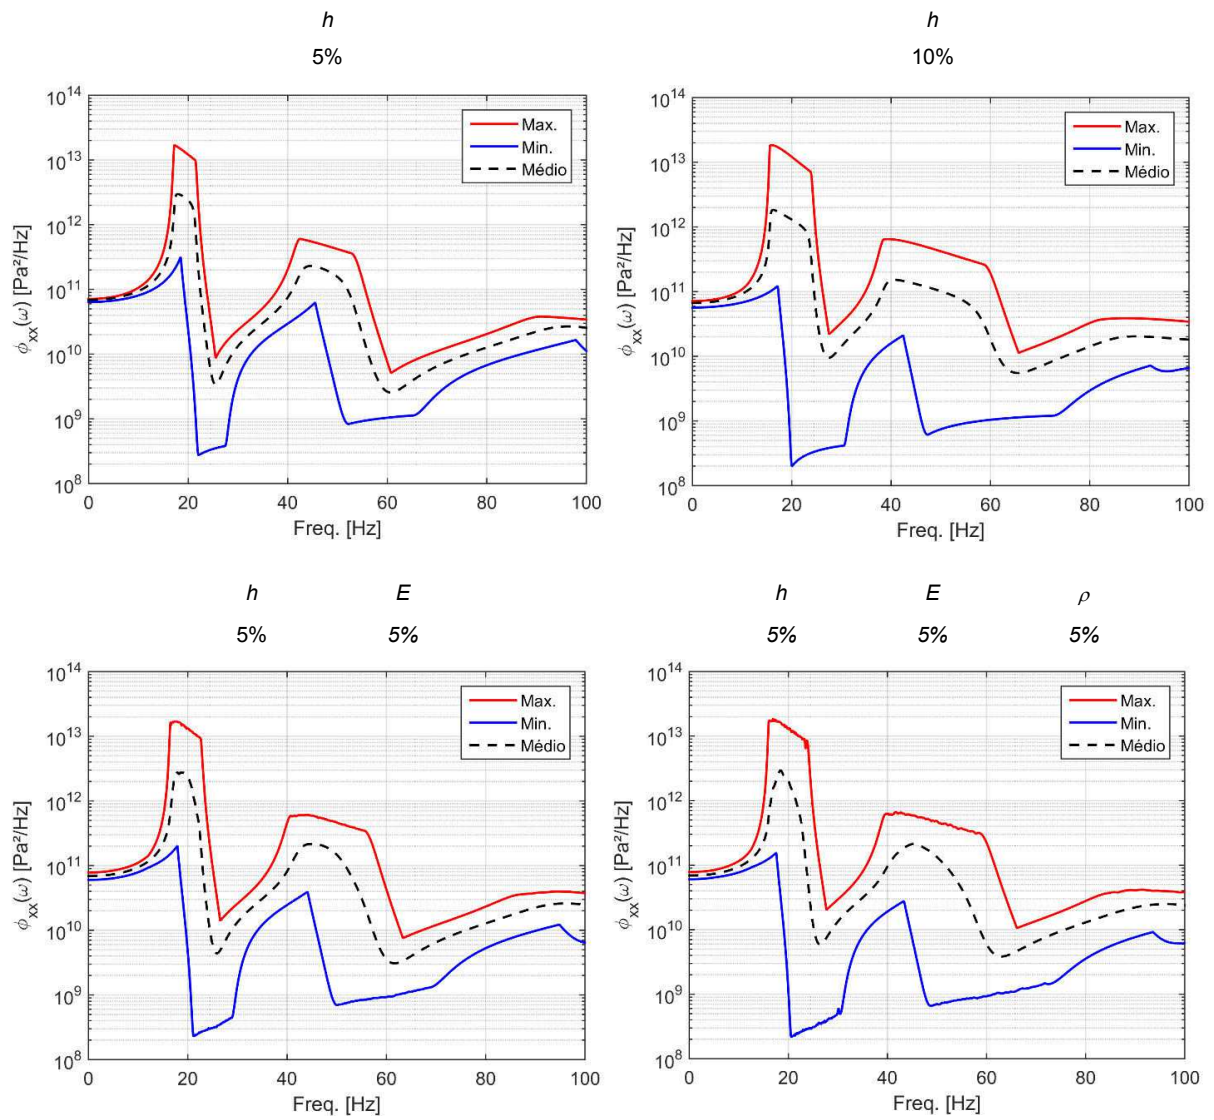 h
5%
10^14
10^13
10^12
10^11
10^10
10^9
10^8
ϕxx(ω) [Pa²/Hz]
Max.
Min.
Médio
0 20 40 60 80 100
Freq. [Hz]
h
10%
10^14
10^13
10^12
10^11
10^10
10^9
10^8
ϕxx(ω) [Pa²/Hz]
Max.
Min.
Médio
0 20 40 60 80 100
Freq. [Hz]
h E
5% 5%
10^14
10^13
10^12
10^11
10^10
10^9
10^8
ϕxx(ω) [Pa²/Hz]
Max.
Min.
Médio
0 20 40 60 80 100
Freq. [Hz]
h E ρ
5% 5% 5%
10^14
10^13
10^12
10^11
10^10
10^9
10^8
ϕxx(ω) [Pa²/Hz]
Max.
Min.
Médio
0 20 40 60 80 100
Freq. [Hz]